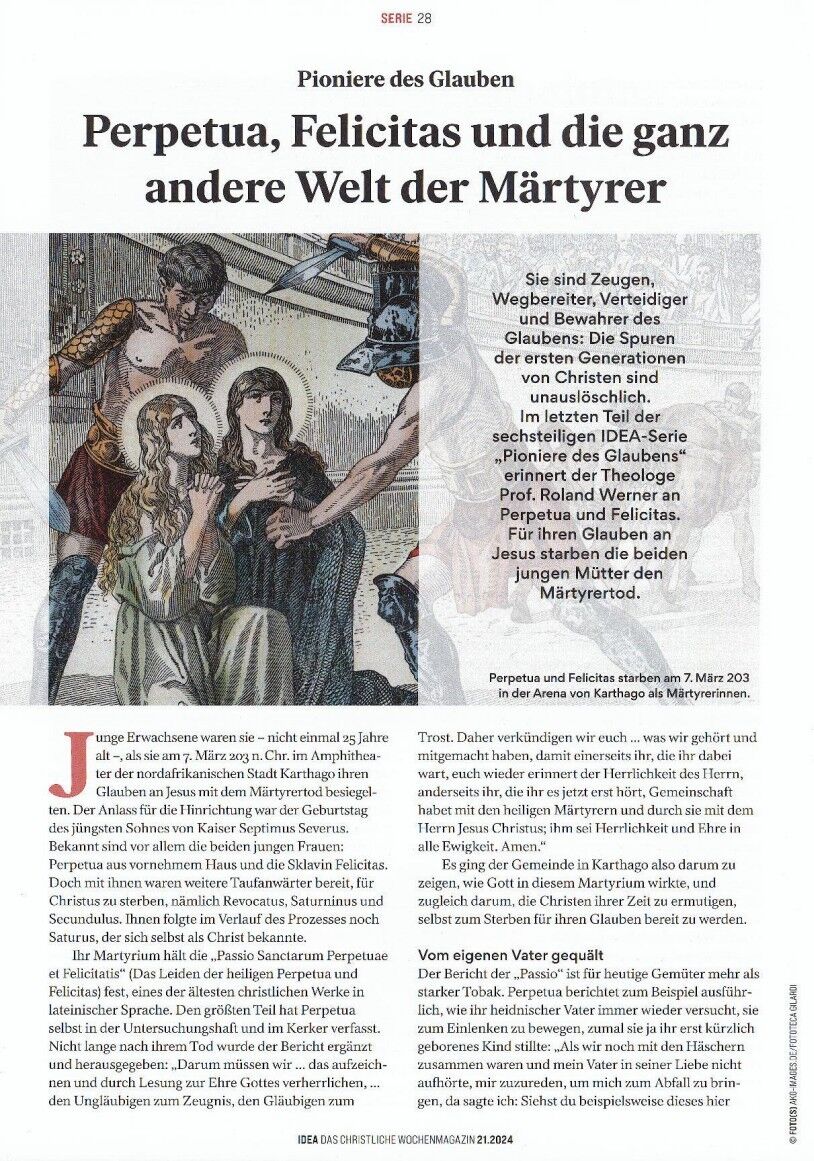 SERIE 28
Pioniere des Glauben
Perpetua, Felicitas und die ganz
andere Welt der Märtyrer
Sie sind Zeugen,
Wegbereiter, Verteidiger
und Bewahrer des
Glaubens: Die Spuren
der ersten Generationen
von Christen sind
unauslöschlich.
Im letzten Teil der
sechsteiligen IDEA-Serie
„Pioniere des Glaubens“
erinnert der Theologe
Prof. Roland Werner an
Perpetua und Felicitas.
Für ihren Glauben an
Jesus starben die beiden
jungen Mütter den
Märtyrertod.
Perpetua und Felicitas starben am 7. März 203
in der Arena von Karthago als Märtyrerinnen.
Junge Erwachsene waren sie – nicht einmal 25 Jahre
alt –, als sie am 7. März 203 n. Chr. im Amphithea-
ter der nordafrikanischen Stadt Karthago ihren
Glauben an Jesus mit dem Märtyrertod besiegel-
ten. Der Anlass für die Hinrichtung war der Geburtstag
des jüngsten Sohnes von Kaiser Septimus Severus.
Bekannt sind vor allem die beiden jungen Frauen:
Perpetua aus vornehmem Haus und die Sklavin Felicitas.
Doch mit ihnen waren weitere Taufanwärter bereit, für
Christus zu sterben, nämlich Revocatus, Saturninus und
Secundulus. Ihnen folgte im Verlauf des Prozesses noch
Saturus, der sich selbst als Christ bekannte.
Ihr Martyrium hält die „Passio Sanctarum Perpetuae
et Felicitatis“ (Das Leiden der heiligen Perpetua und
Felicitas) fest, eines der ältesten christlichen Werke in
lateinischer Sprache. Den größten Teil hat Perpetua
selbst in der Untersuchungshaft und im Kerker verfasst.
Nicht lange nach ihrem Tod wurde der Bericht ergänzt
und herausgegeben: „Darum müssen wir ... das aufzeich-
nen und durch Lesung zur Ehre Gottes verherrlichen, ...
den Ungläubigen zum Zeugnis, den Gläubigen zum
Trost. Daher verkündigen wir euch ... was wir gehört und
mitgemacht haben, damit einerseits ihr, die ihr dabei
wart, euch wieder erinnert der Herrlichkeit des Herrn,
anderseits ihr, die ihr es jetzt erst hört, Gemeinschaft
habet mit den heiligen Märtyrern und durch sie mit dem
Herrn Jesus Christus; ihm sei Herrlichkeit und Ehre in
alle Ewigkeit. Amen.“
Es ging der Gemeinde in Karthago also darum zu
zeigen, wie Gott in diesem Martyrium wirkte, und
zugleich darum, die Christen ihrer Zeit zu ermutigen,
selbst zum Sterben für ihren Glauben bereit zu werden.
Vom eigenen Vater gequält
Der Bericht der „Passio“ ist für heutige Gemüter mehr als
starker Tobak. Perpetua berichtet zum Beispiel ausführ-
lich, wie ihr heidnischer Vater immer wieder versucht, sie
zum Einlenken zu bewegen, zumal sie ja ihr erst kürzlich
geborenes Kind stillte: „Als wir noch mit den Häschern
zusammen waren und mein Vater in seiner Liebe nicht
aufhörte, mir zuzureden, um mich zum Abfall zu brin-
gen, da sagte ich: Siehst du beispielsweise dieses hier
© FOTO(S) AKG-IMAGES.DE/FOTOTECA GILARDI
IDEA DAS CHRISTLICHE WOCHENMAGAZIN 21.2024